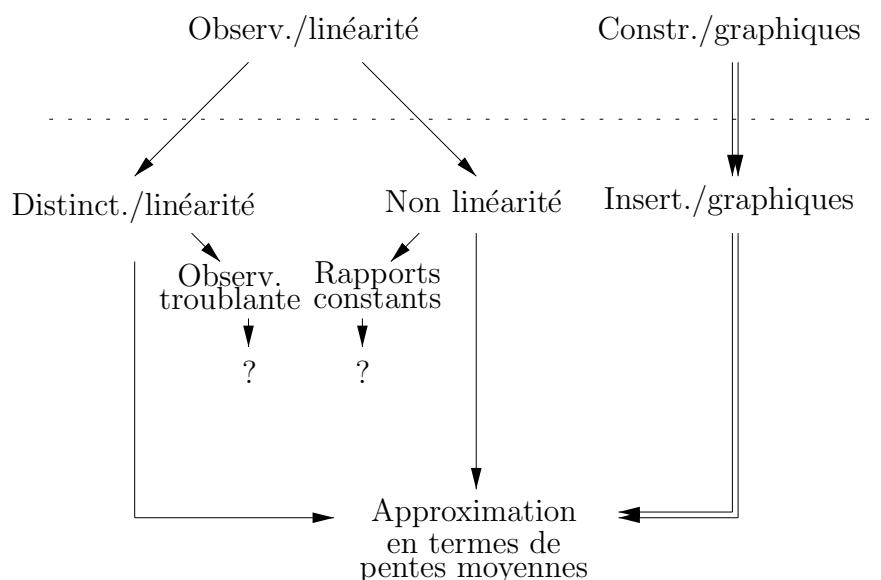 Observ./linéarité
Constr./graphiques
Distinct./linéarité
Non linéarité
Insert./graphiques
Observ.
troublante
Rapports
constants
?
?
Approximation
en termes de
pentes moyennes